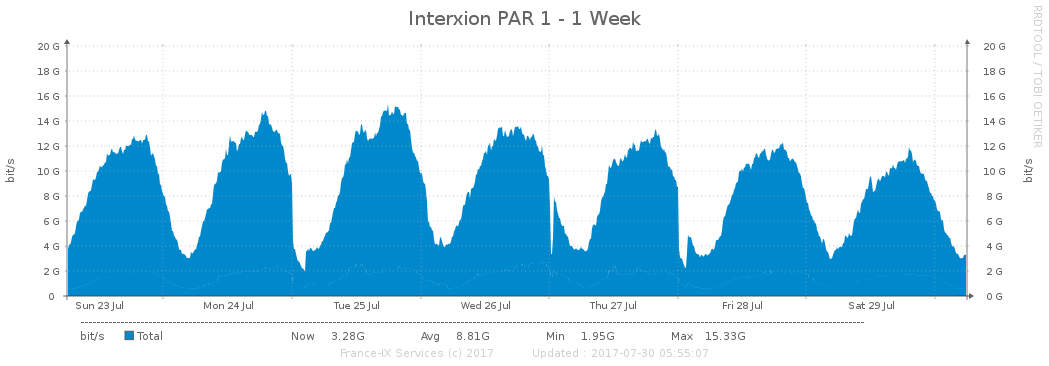 Interxion PAR 1 - 1 Week
RRDTOOL / TOBI OETIKER
bit/s
20 G 20 G
18 G 18 G
16 G 16 G
14 G 14 G
12 G 12 G
10 G 10 G
8 G 8 G
6 G 6 G
4 G 4 G
2 G 2 G
0 0 G
bit/s
Sun 23 Jul Mon 24 Jul Tue 25 Jul Wed 26 Jul Thu 27 Jul Fri 28 Jul Sat 29 Jul
bit/s Total Now 3.28G Avg 8.81G Min 1.95G Max 15.33G
France-IX Services (c) 2017 Updated : 2017-07-30 05:55:07